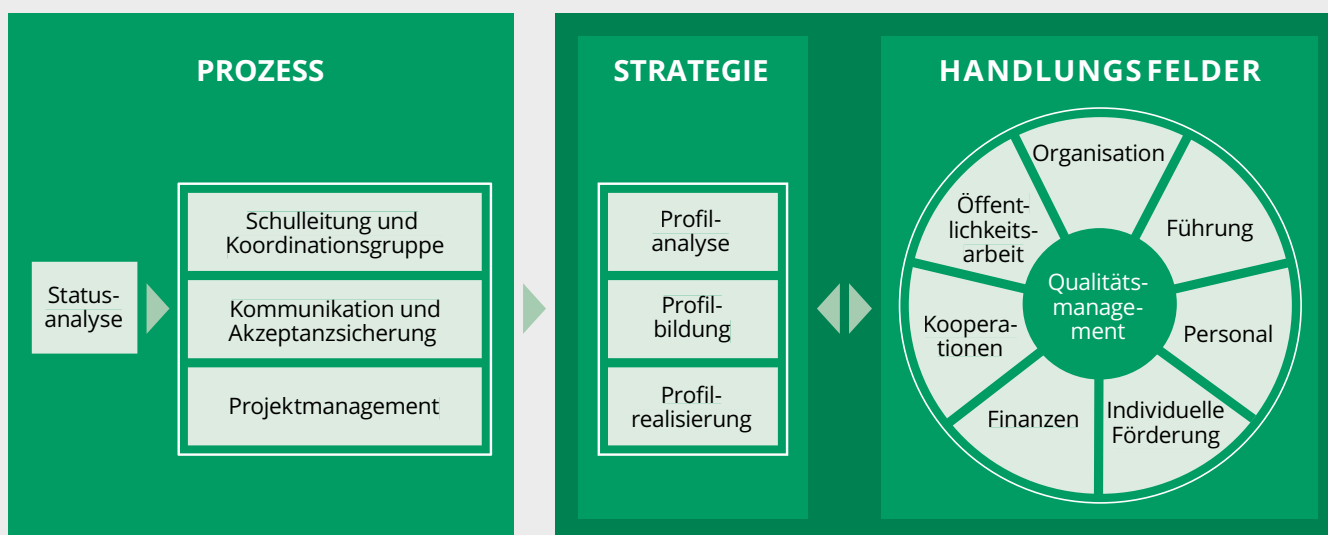 PROZESS
Status-
analyse
Schulleitung und
Koordinationsgruppe
Kommunikation und
Akzeptanzsicherung
Projektmanagement
STRATEGIE
Profil-
analyse
Profil-
bildung
Profil-
realisierung
HANDLUNGSFELDER
Organisation
Führung
Personal
Individuelle
Förderung
Finanzen
Koopera-
tionen
Öffent-
lichkeits-
arbeit
Qualitäts-
manage-
ment